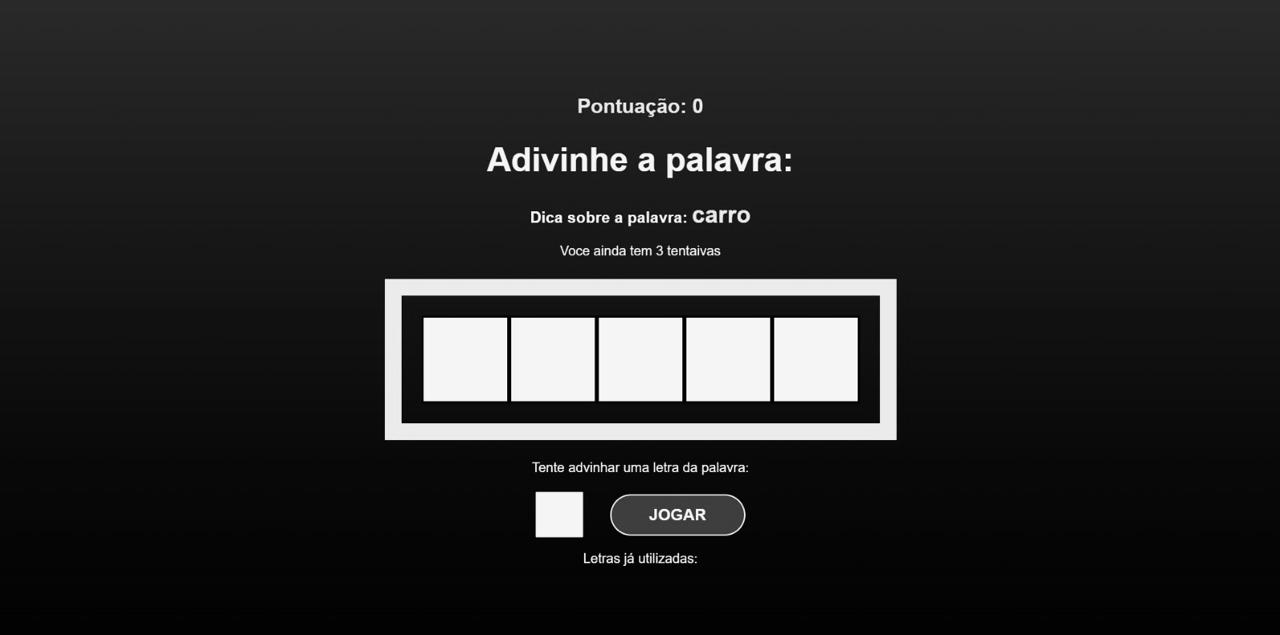 Pontuação: 0
Adivinhe a palavra:
Dica sobre a palavra: carro
Voce ainda tem 3 tentaivas
Tente advinhar uma letra da palavra:
JOGAR
Letras já utilizadas: